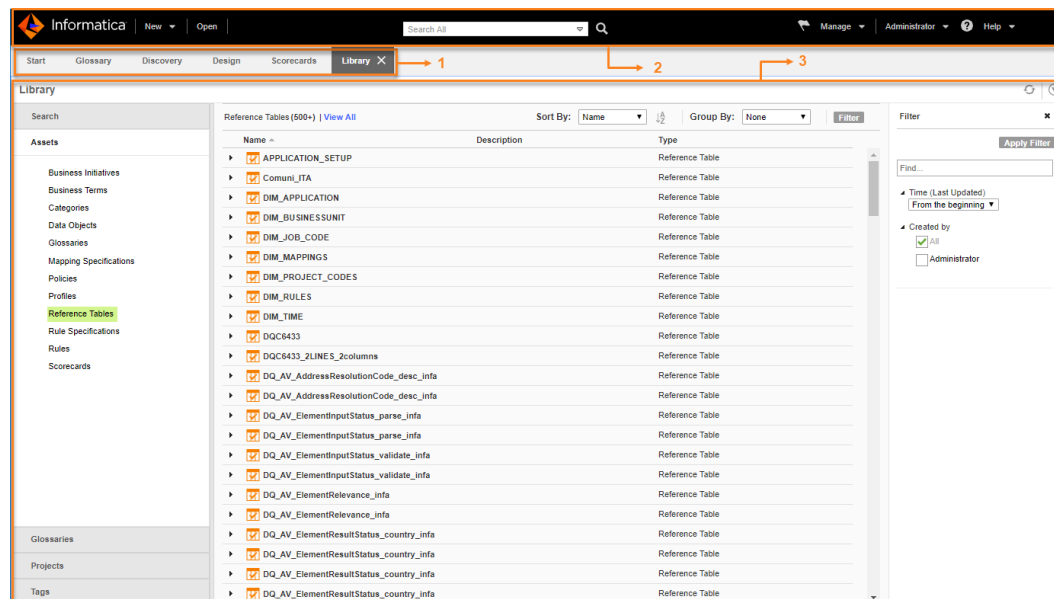 Informatica New Open Search All Manage Administrator ? Help
Start Glossary Discovery Design Scorecards Library 1 2 3
Library
Search
Assets
Business Initiatives
Business Terms
Categories
Data Objects
Glossaries
Mapping Specifications
Policies
Profiles
Reference Tables
Rule Specifications
Rules
Scorecards
Glossaries
Projects
Tags
Reference Tables (500+) | View All Sort By: Name Group By: None Filter
Name Description Type
APPLICATION_SETUP Reference Table
Comuni_ITA Reference Table
DIM_APPLICATION Reference Table
DIM_BUSINESSUNIT Reference Table
DIM_JOB_CODE Reference Table
DIM_MAPPINGS Reference Table
DIM_PROJECT_CODES Reference Table
DIM_RULES Reference Table
DIM_TIME Reference Table
DQC6433 Reference Table
DQC6433_2LINES_2columns Reference Table
DQ_AV_AddressResolutionCode_desc_infa Reference Table
DQ_AV_AddressResolutionCode_desc_infa Reference Table
DQ_AV_ElementInputStatus_parse_infa Reference Table
DQ_AV_ElementInputStatus_parse_infa Reference Table
DQ_AV_ElementInputStatus_validate_infa Reference Table
DQ_AV_ElementInputStatus_validate_infa Reference Table
DQ_AV_ElementRelevance_infa Reference Table
DQ_AV_ElementRelevance_infa Reference Table
DQ_AV_ElementResultStatus_country_infa Reference Table
DQ_AV_ElementResultStatus_country_infa Reference Table
DQ_AV_ElementResultStatus_country_infa Reference Table
DQ_AV_ElementResultStatus_country_infa Reference Table
Filter
Apply Filter
Find...
Time (Last Updated)
From the beginning
Created by
All
Administrator